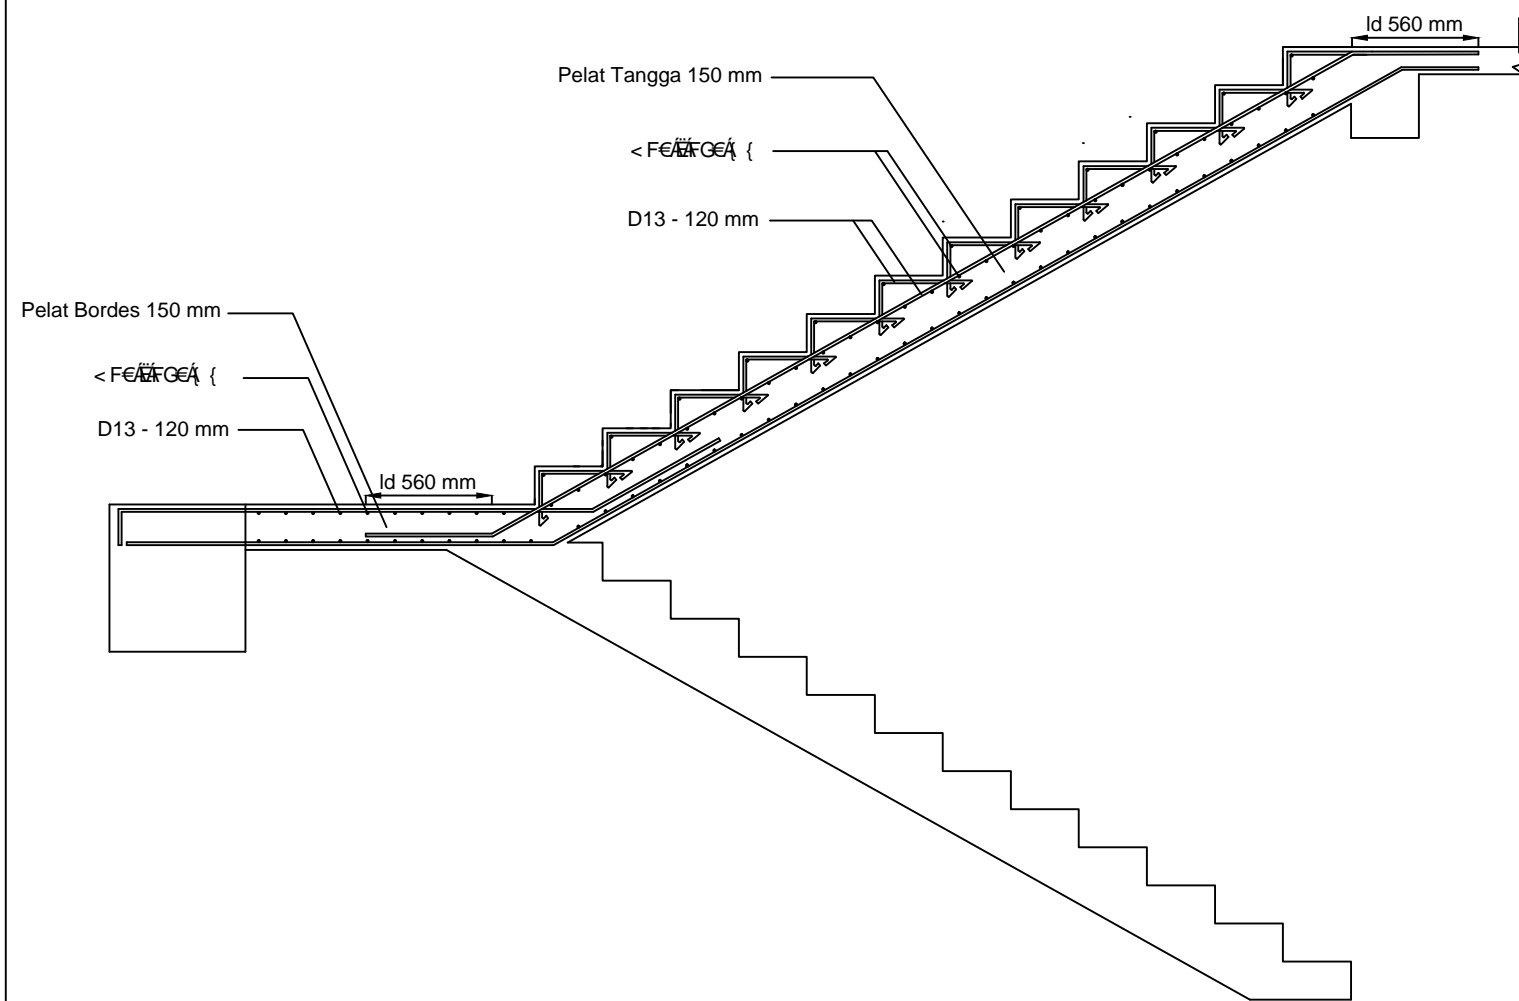 ld 560 mm
Pelat Tangga 150 mm
D13 - 120 mm
Pelat Bordes 150 mm
D13 - 120 mm
ld 560 mm